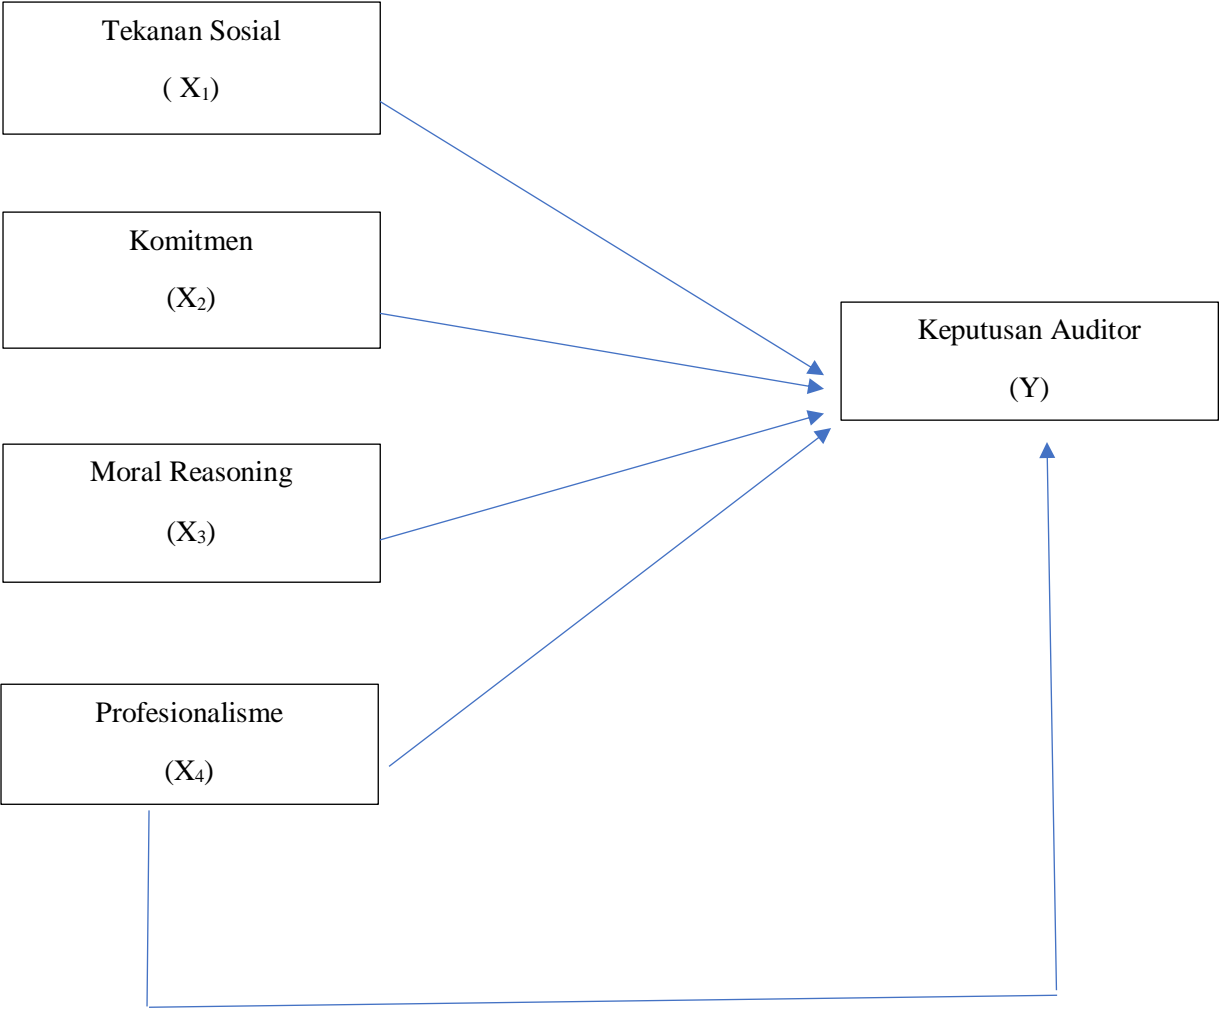 Tekanan Sosial
( X₁)
Komitmen
(X₂)
Moral Reasoning
(X₃)
Profesionalisme
(X₄)
Keputusan Auditor
(Y)